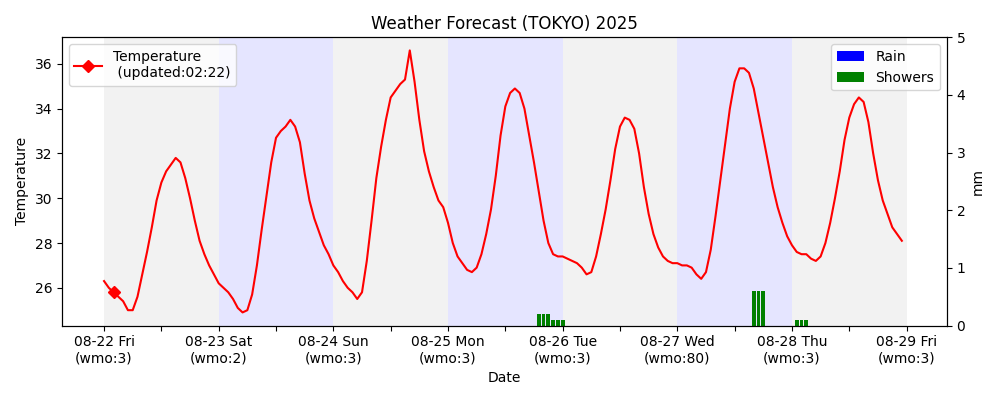 Weather Forecast (TOKYO) 2025
Temperature
(updated:02:22)
Rain
Showers
Temperature
36
34
32
30
28
26
5
4
3
2
1
0
mm
08-22 Fri
(wmo:3)
08-23 Sat
(wmo:2)
08-24 Sun
(wmo:3)
08-25 Mon
(wmo:3)
08-26 Tue
(wmo:3)
08-27 Wed
(wmo:80)
08-28 Thu
(wmo:3)
08-29 Fri
(wmo:3)
Date